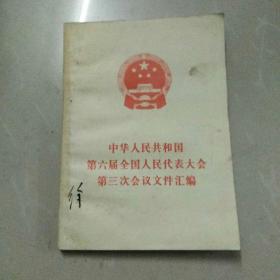 中华人民共和国
第六届全国人民代表大会
第三次会议文件汇编
徐